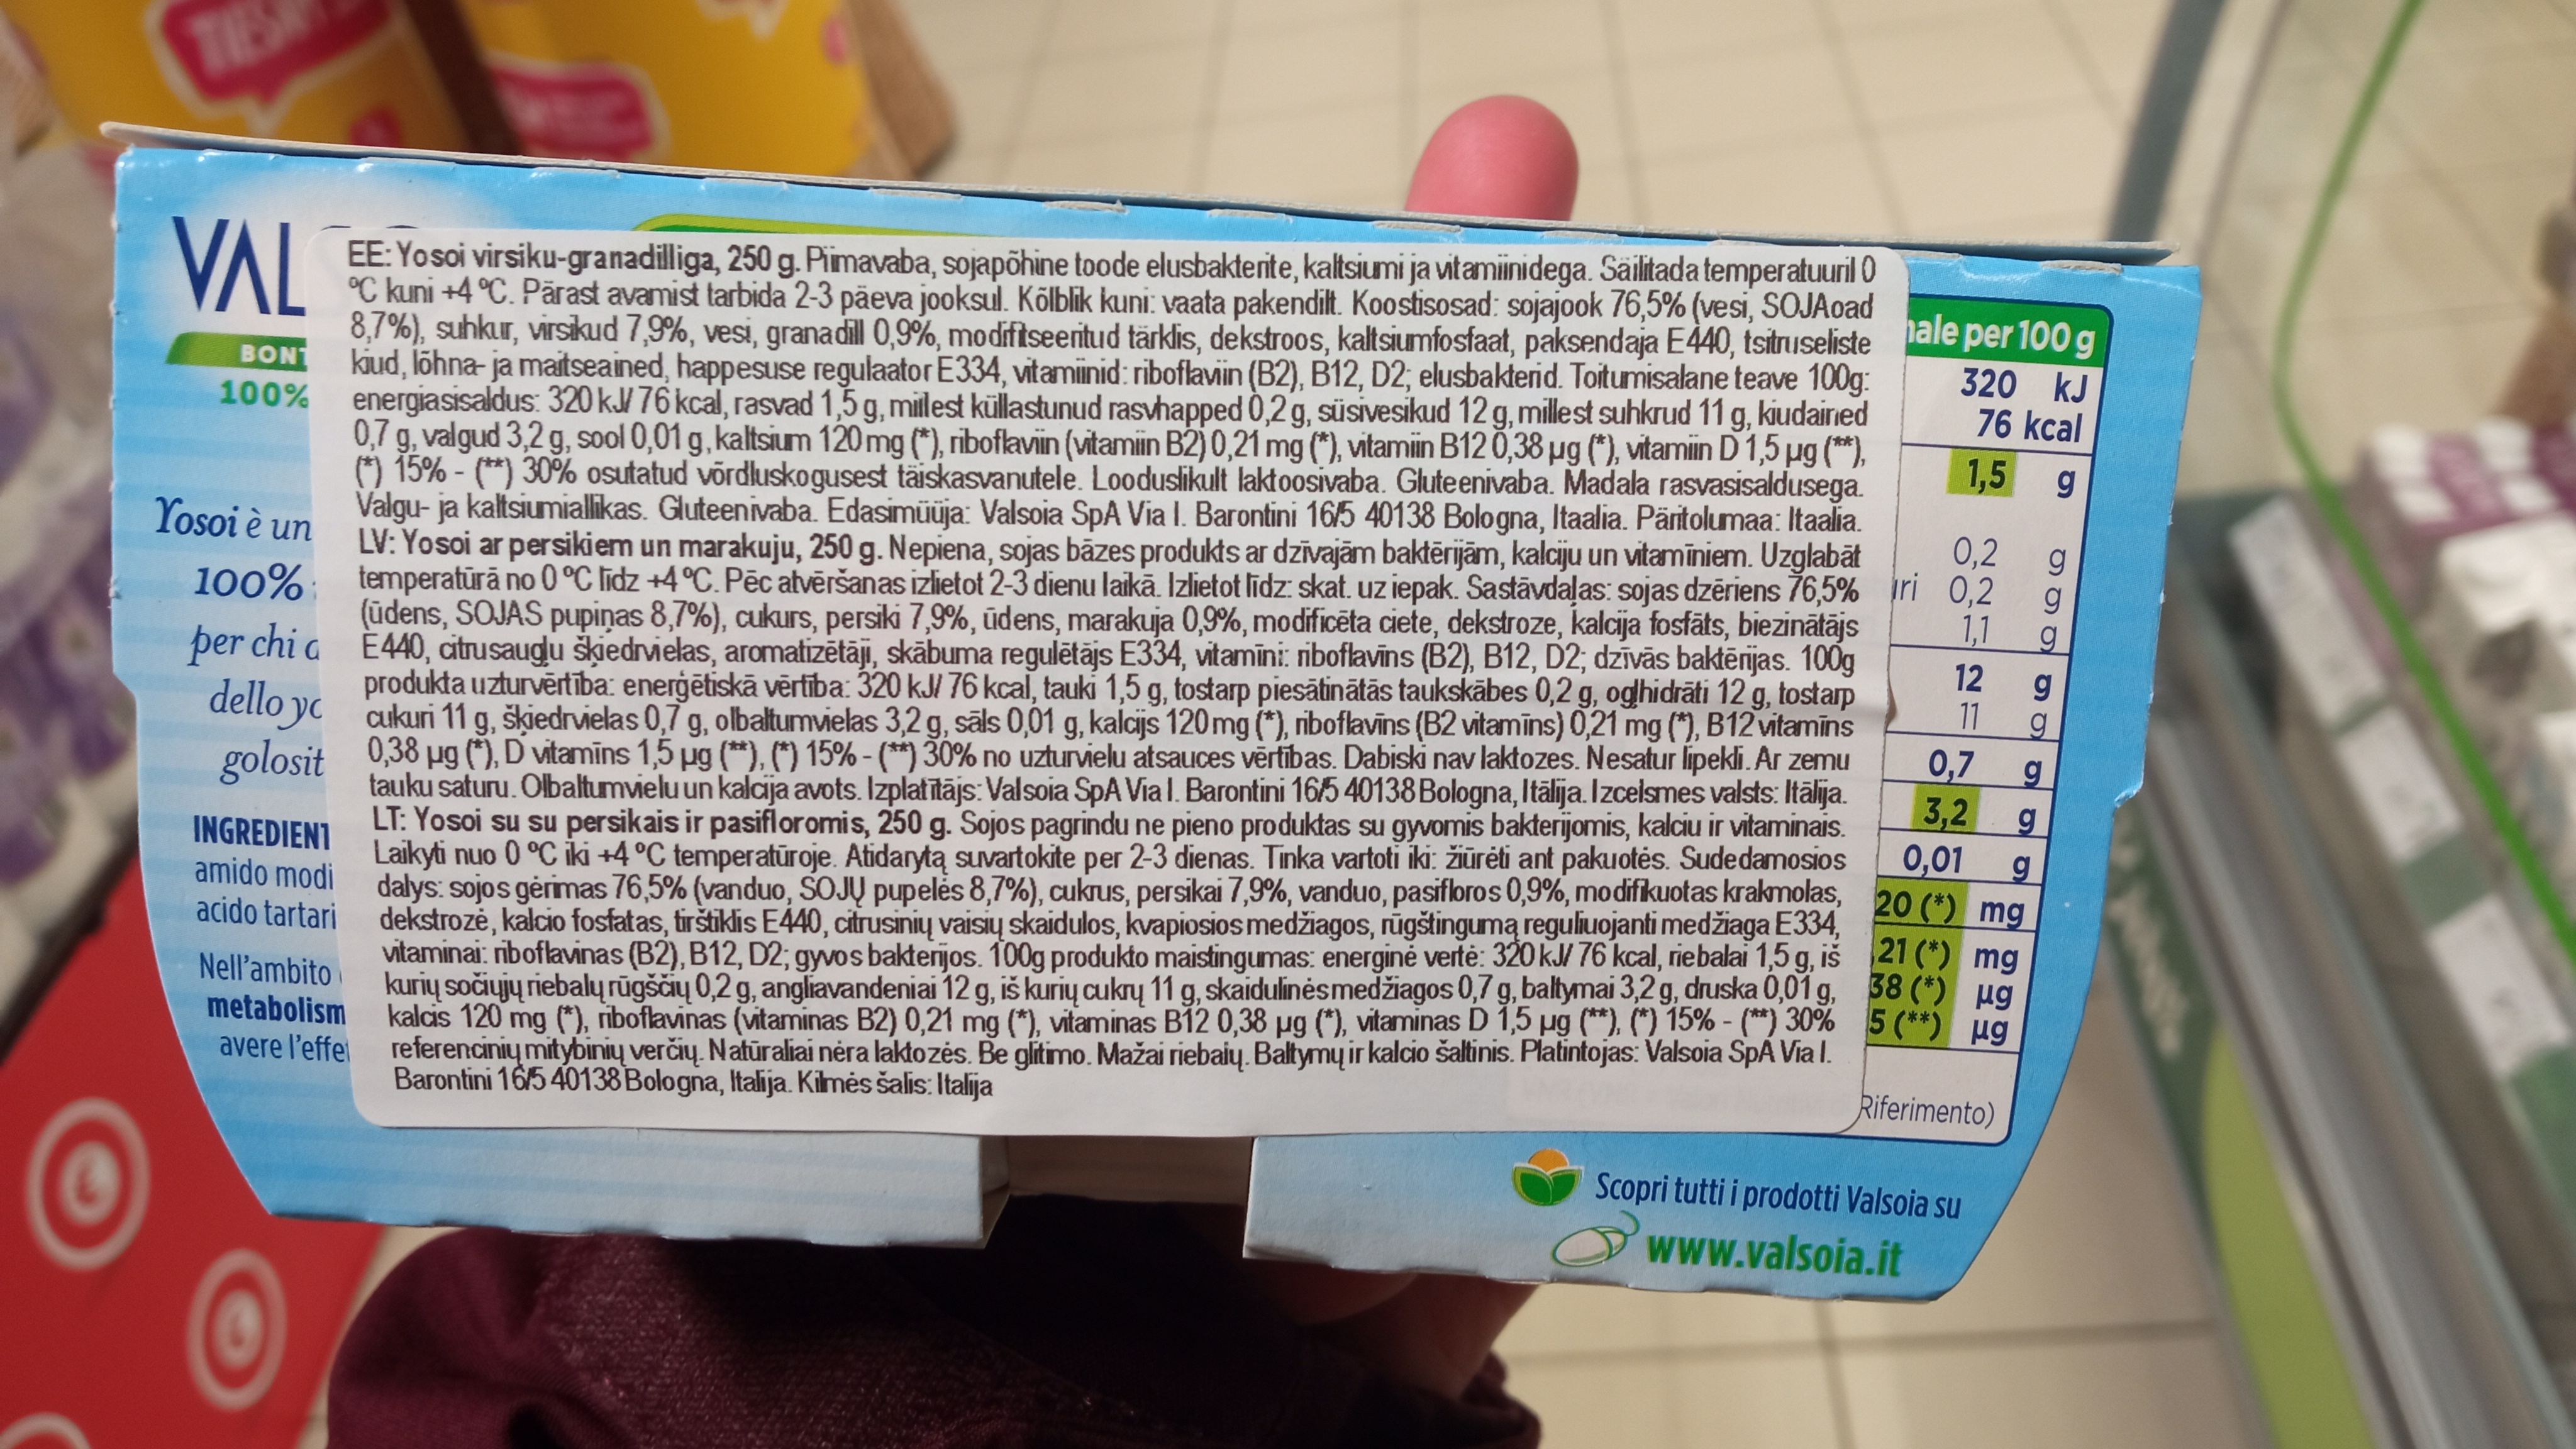 VAL
BONT
100%
Yosoi è un
100%
per chi
dello yo
golosit
INGREDIENT
amido modi
acido tartari
Nell'ambito
metabolism
avere l'effe
EE: Yosoi virsiku-granadilliga, 250 g. Piimavaba, sojapõhine toode elusbakterite, kaltsiumi ja vitamiinidega. Säilitada temperatuuril 0
°C kuni +4 °C. Pärast avamist tarbida 2-3 päeva jooksul. Kõlblik kuni: vaata pakendilt. Koostisosad: sojajook 76,5% (vesi, SOJAoad
8,7%), suhkur, virsikud 7,9%, vesi, granadill 0,9%, modifitseeritud tärklis, dekstroos, kaltsiumfosfaat, paksendaja E440, tsitruseliste
kiud, lõhna- ja maitseained, happesuse regulaator E334, vitamiinid: riboflaviin (B2), B12, D2; elusbakterid. Toitumisalane teave 100g:
energiasisaldus: 320 kJ/ 76 kcal, rasvad 1,5 g, millest küllastunud rasvhapped 0,2 g, süsivesikud 12 g, millest suhkrud 11 g, kiudained
0,7 g, valgud 3,2 g, sool 0,01 g, kaltsium 120 mg (*), riboflaviin (vitamiin B2) 0,21 mg (*), vitamiin B12 0,38 µg (*), vitamiin D 1,5 µg (**),
(*) 15% - (**) 30% osutatud võrdluskogusest täiskasvanutele. Looduslikult laktoosivaba. Gluteenivaba. Madala rasvasisaldusega.
Valgu- ja kaltsiumiallikas. Gluteenivaba. Edasimüüja: Valsoia SpA Via I. Barontini 16/5 40138 Bologna, Itaalia. Päritolumaa: Itaalia.
LV: Yosoi ar persikiem un marakuju, 250 g. Nepiena, sojas bāzes produkts ar dzīvajām baktērijām, kalciju un vitamīniem. Uzglabāt
temperatūrā no 0 °C līdz +4 °C. Pēc atvēršanas izlietot 2-3 dienu laikā. Izlietot līdz: skat. uz iepak. Sastāvdaļas: sojas dzēriens 76,5%
(ūdens, SOJAS pupiņas 8,7%), cukurs, persiki 7,9%, ūdens, marakuja 0,9%, modificēta ciete, dekstroze, kalcija fosfāts, biezinātājs
E440, citrusaugļu šķiedrvielas, aromatizētāji, skābuma regulētājs E334, vitamīni: riboflavīns (B2), B12, D2; dzīvās baktērijas. 100g
produkta uzturvērtība: enerģētiskā vērtība: 320 kJ/ 76 kcal, tauki 1,5 g, tostarp piesātinātās taukskābes 0,2 g, ogļhidrāti 12 g, tostarp
cukuri 11 g, šķiedrvielas 0,7 g, olbaltumvielas 3,2 g, sāls 0,01 g, kalcijs 120 mg (*), riboflavīns (B2 vitamīns) 0,21 mg (*), B12 vitamīns
0,38 µg (*), D vitamīns 1,5 µg (**), (*) 15% - (**) 30% no uzturvielu atsauces vērtības. Dabiski nav laktozes. Nesatur lipekli. Ar zemu
tauku saturu. Olbaltumvielu un kalcija avots. Izplatītājs: Valsoia SpA Via I. Barontini 16/5 40138 Bologna, Itālija. Izcelsmes valsts: Itālija.
LT: Yosoi su su persikais ir pasifloromis, 250 g. Sojos pagrindu ne pieno produktas su gyvomis bakterijomis, kalciu ir vitaminais.
Laikyti nuo 0 °C iki +4 °C temperatūroje. Atidarytą suvartokite per 2-3 dienas. Tinka vartoti iki: žiūrėti ant pakuotės. Sudedamosios
dalys: sojos gėrimas 76,5% (vanduo, SOJŲ pupelės 8,7%), cukrus, persikai 7,9%, vanduo, pasifloros 0,9%, modifikuotas krakmolas,
dekstrozė, kalcio fosfatas, tirštiklis E440, citrusinių vaisių skaidulos, kvapiosios medžiagos, rūgštingumą reguliuojanti medžiaga E334,
vitaminai: riboflavinas (B2), B12, D2; gyvos bakterijos. 100g produkto maistingumas: energinė vertė: 320 kJ/ 76 kcal, riebalai 1,5 g, iš
kurių sočiųjų riebalų rūgščių 0,2 g, angliavandeniai 12 g, iš kurių cukrų 11 g, skaidulinės medžiagos 0,7 g, baltymai 3,2 g, druska 0,01 g,
kalcis 120 mg (*), riboflavinas (vitaminas B2) 0,21 mg (*), vitaminas B12 0,38 µg (*), vitaminas D 1,5 µg (**), (*) 15% - (**) 30%
referencinių mitybinių verčių. Natūraliai nėra laktozės. Be glitimo. Mažai riebalų. Baltymų ir kalcio šaltinis. Platintojas: Valsoia SpA Via I.
Barontini 16/5 40138 Bologna, Italija. Kilmės šalis: Italija
nale per 100 g
320 kJ
76 kcal
1,5 g
0,2 g
uri 0,2 g
1,1 g
12 g
11 g
0,7 g
3,2 g
0,01 g
20 (*) mg
21 (*) mg
38 (*) µg
5 (**) µg
Riferimento)
Scopri tutti i prodotti Valsoia su
www.valsoia.it